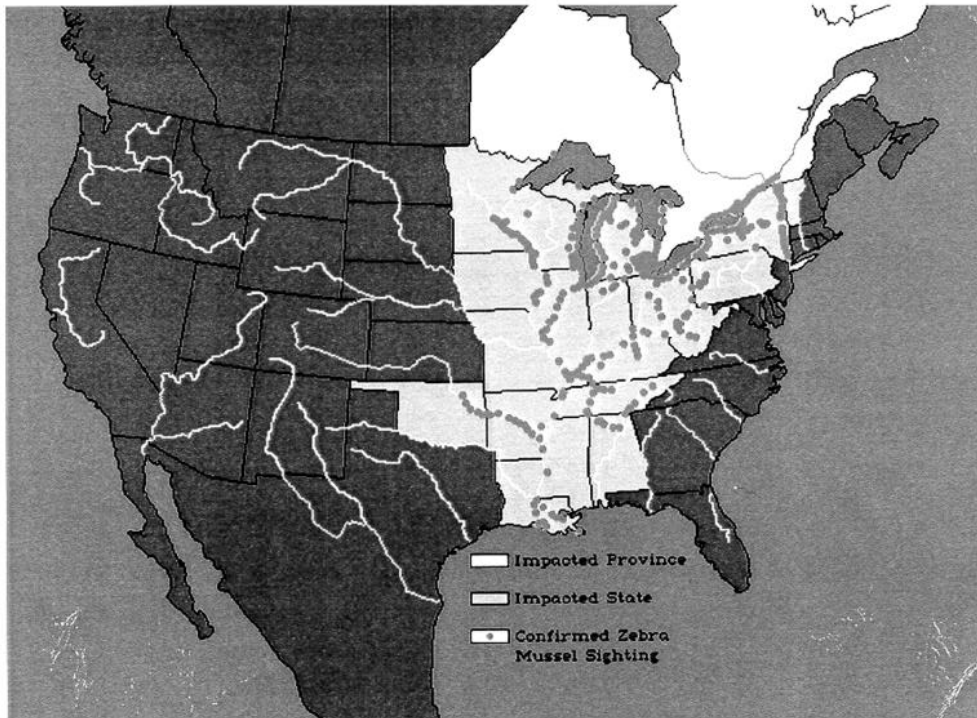 Impacted Province
Impacted State
Confirmed Zebra
Mussel Sighting